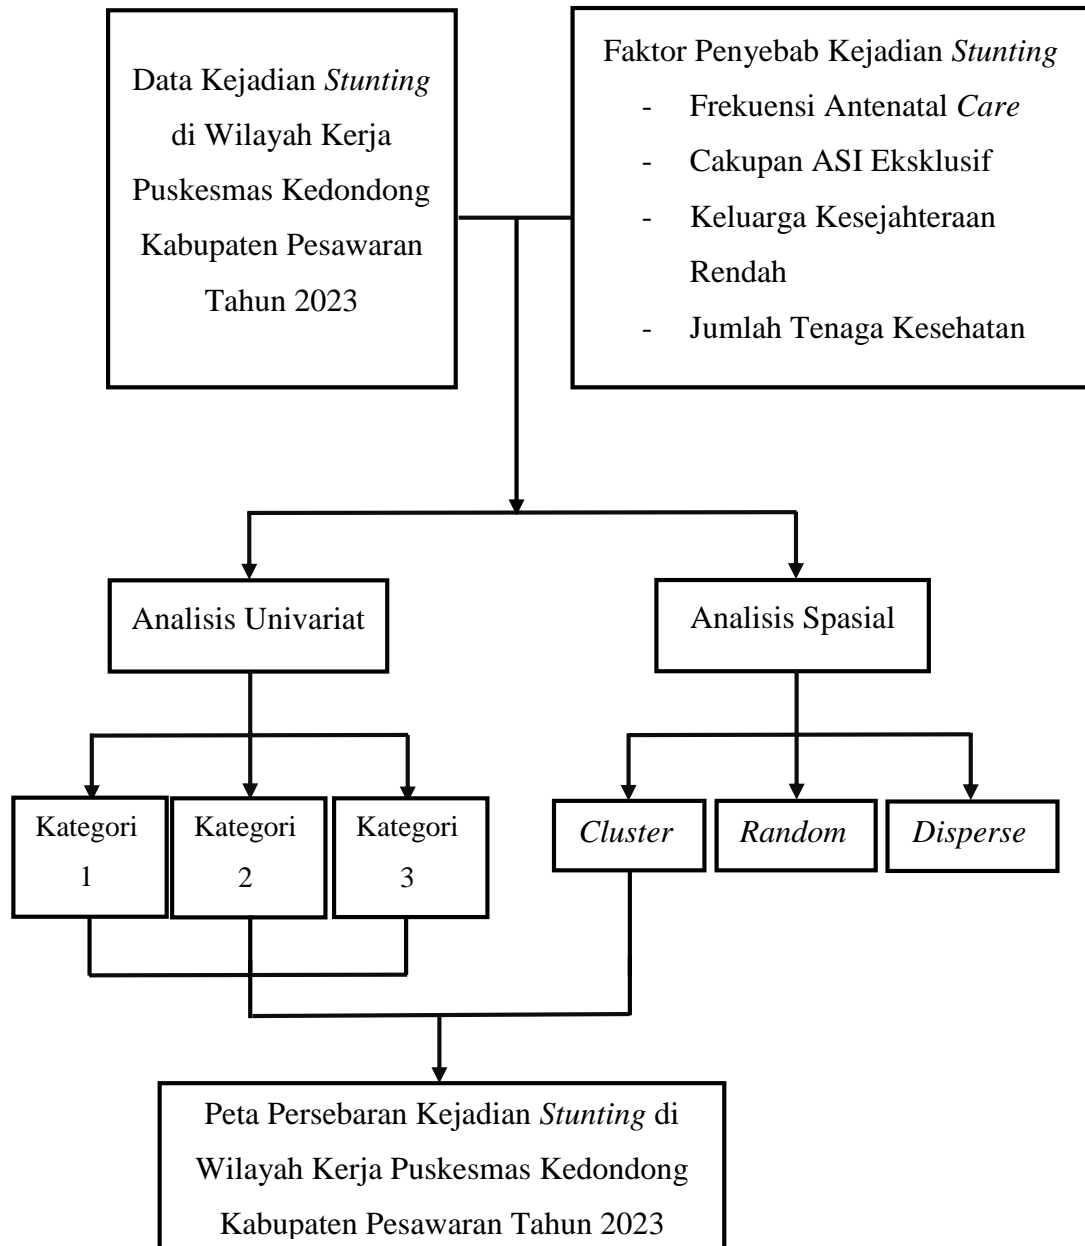 Data Kejadian Stunting
di Wilayah Kerja
Puskesmas Kedondong
Kabupaten Pesawaran
Tahun 2023
Faktor Penyebab Kejadian Stunting
- Frekuensi Antenatal Care
- Cakupan ASI Eksklusif
- Keluarga Kesejahteraan
Rendah
- Jumlah Tenaga Kesehatan
Analisis Univariat
Analisis Spasial
Kategori
1
Kategori
2
Kategori
3
Cluster
Random
Disperse
Peta Persebaran Kejadian Stunting di
Wilayah Kerja Puskesmas Kedondong
Kabupaten Pesawaran Tahun 2023